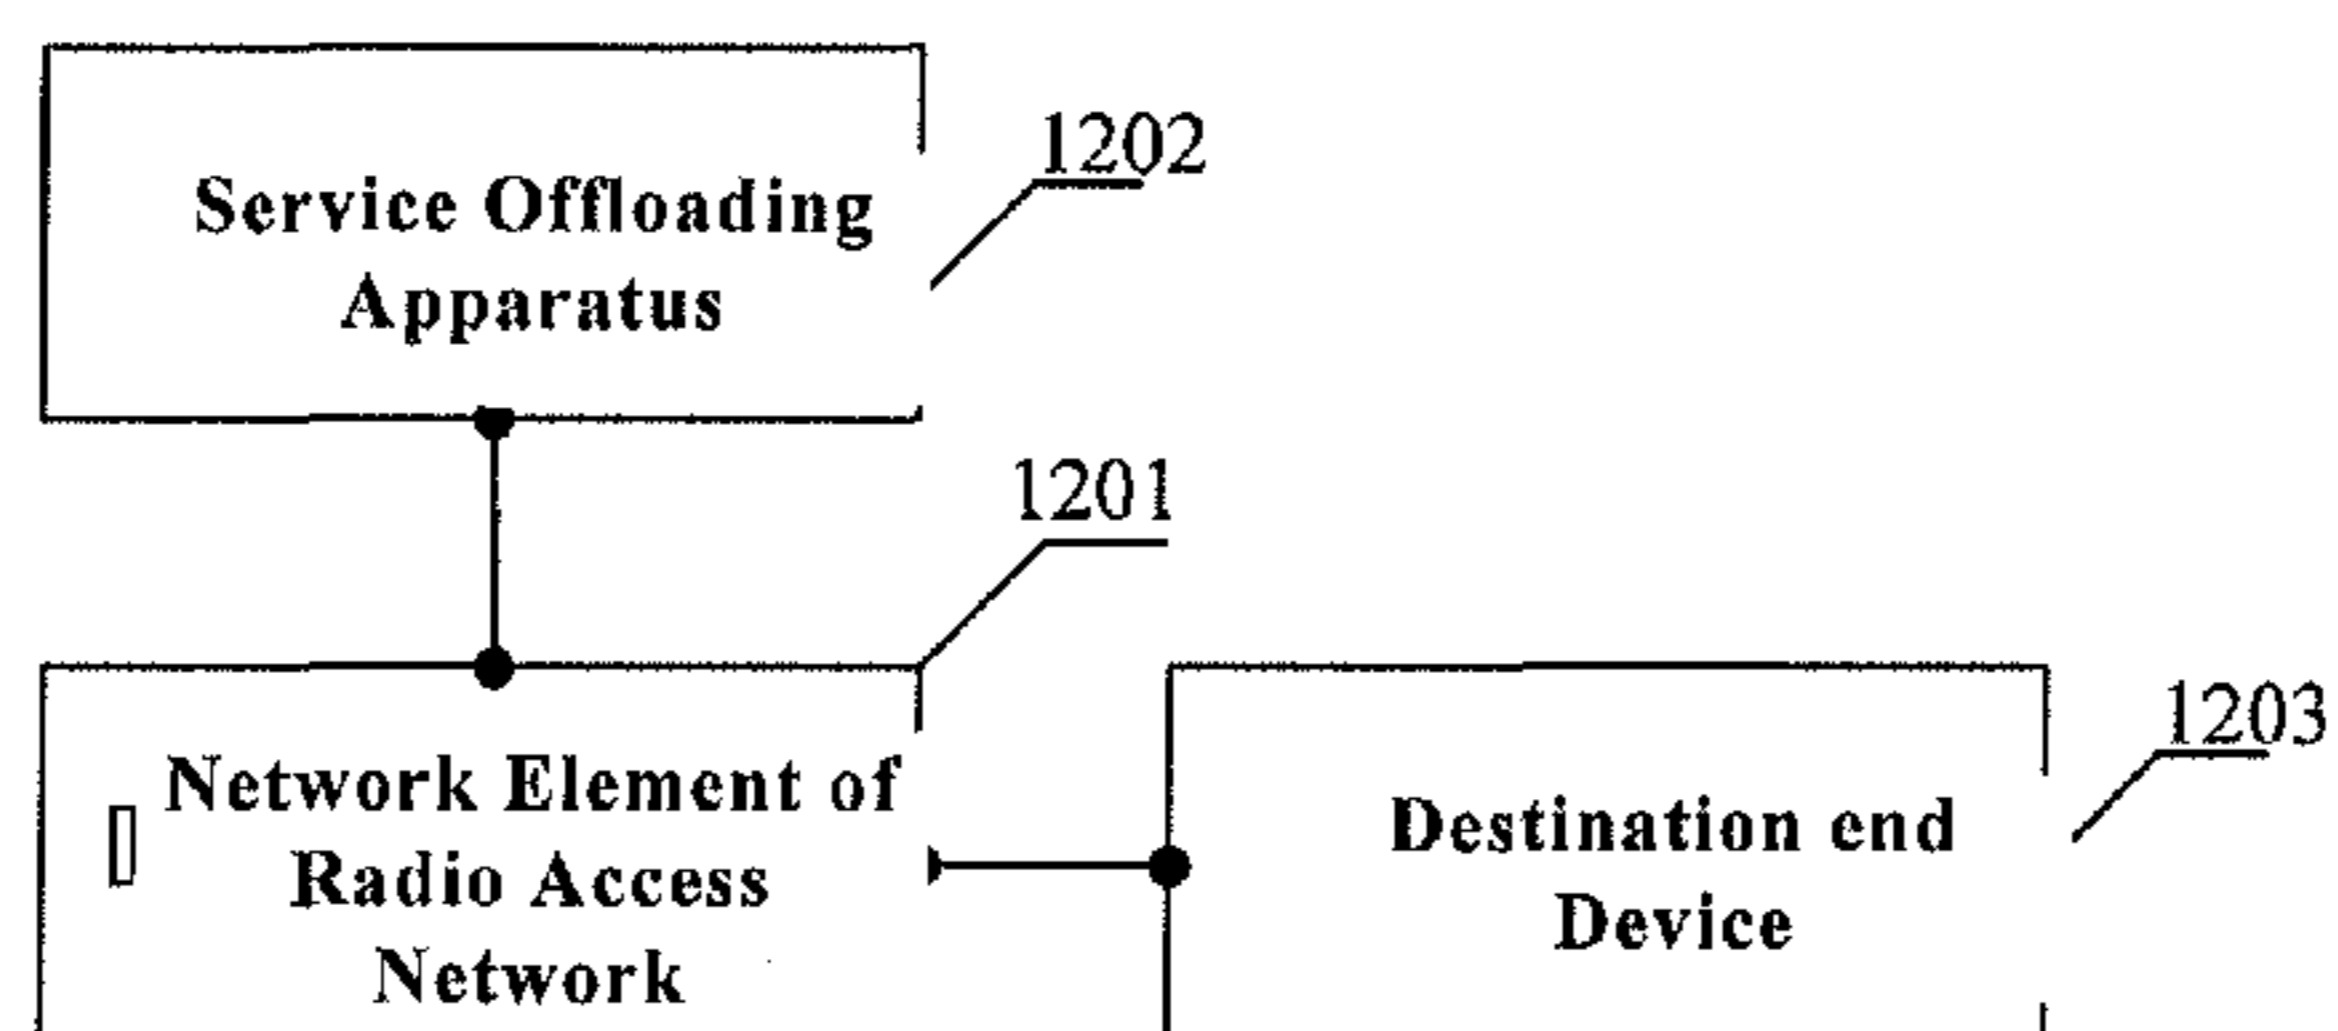 1202
Service Offloading
Apparatus
1201
Network Element of
Radio Access
Network
1203
Destination end
Device